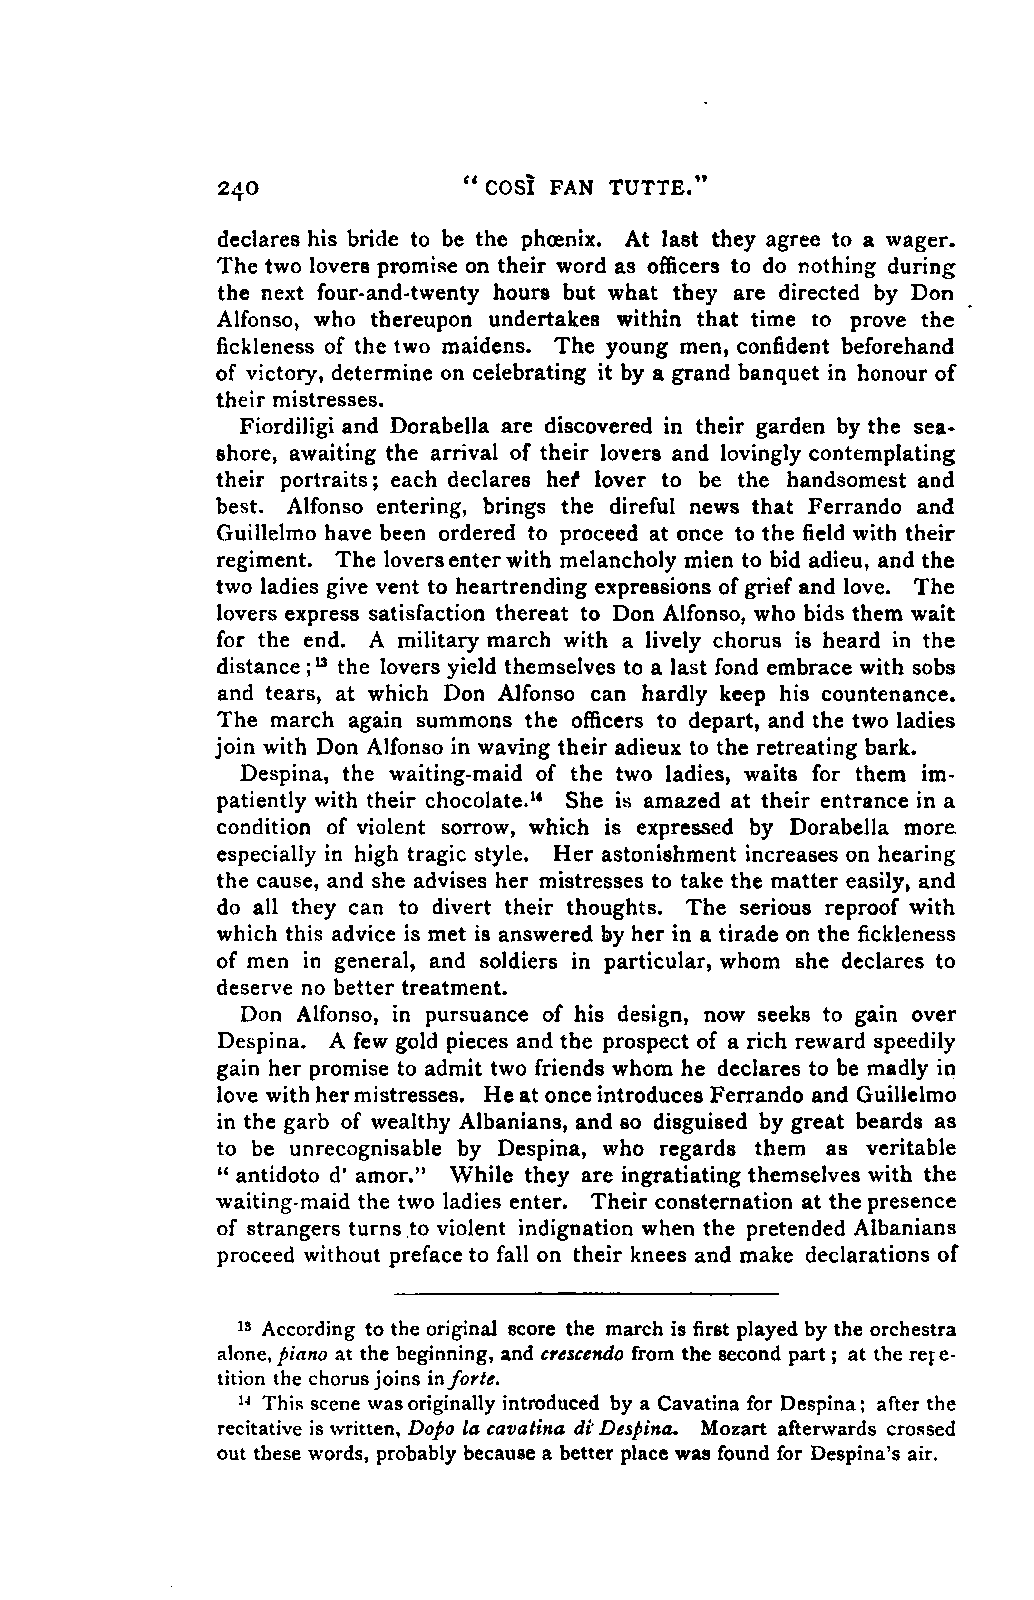 240 “ COSÌ FAN TUTTE.”
declares his bride to be the phœnix. At last they agree to a wager.
The two lovers promise on their word as officers to do nothing during
the next four-and-twenty hours but what they are directed by Don
Alfonso, who thereupon undertakes within that time to prove the
fickleness of the two maidens. The young men, confident beforehand
of victory, determine on celebrating it by a grand banquet in honour of
their mistresses.
Fiordiligi and Dorabella are discovered in their garden by the sea-
shore, awaiting the arrival of their lovers and lovingly contemplating
their portraits; each declares her lover to be the handsomest and
best. Alfonso entering, brings the direful news that Ferrando and
Guillelmo have been ordered to proceed at once to the field with their
regiment. The lovers enter with melancholy mien to bid adieu, and the
two ladies give vent to heartrending expressions of grief and love. The
lovers express satisfaction thereat to Don Alfonso, who bids them wait
for the end. A military march with a lively chorus is heard in the
distance ;¹³ the lovers yield themselves to a last fond embrace with sobs
and tears, at which Don Alfonso can hardly keep his countenance.
The march again summons the officers to depart, and the two ladies
join with Don Alfonso in waving their adieux to the retreating bark.
Despina, the waiting-maid of the two ladies, waits for them im-
patiently with their chocolate.¹⁴ She is amazed at their entrance in a
condition of violent sorrow, which is expressed by Dorabella more
especially in high tragic style. Her astonishment increases on hearing
the cause, and she advises her mistresses to take the matter easily, and
do all they can to divert their thoughts. The serious reproof with
which this advice is met is answered by her in a tirade on the fickleness
of men in general, and soldiers in particular, whom she declares to
deserve no better treatment.
Don Alfonso, in pursuance of his design, now seeks to gain over
Despina. A few gold pieces and the prospect of a rich reward speedily
gain her promise to admit two friends whom he declares to be madly in
love with her mistresses. He at once introduces Ferrando and Guillelmo
in the garb of wealthy Albanians, and so disguised by great beards as
to be unrecognisable by Despina, who regards them as veritable
“ antidoto d' amor.” While they are ingratiating themselves with the
waiting-maid the two ladies enter. Their consternation at the presence
of strangers turns to violent indignation when the pretended Albanians
proceed without preface to fall on their knees and make declarations of
¹³ According to the original score the march is first played by the orchestra
alone, piano at the beginning, and crescendo from the second part ; at the repe-
tition the chorus joins in forte.
¹⁴ This scene was originally introduced by a Cavatina for Despina ; after the
recitative is written, Dopo la cavatina di Despina. Mozart afterwards crossed
out these words, probably because a better place was found for Despina's air.